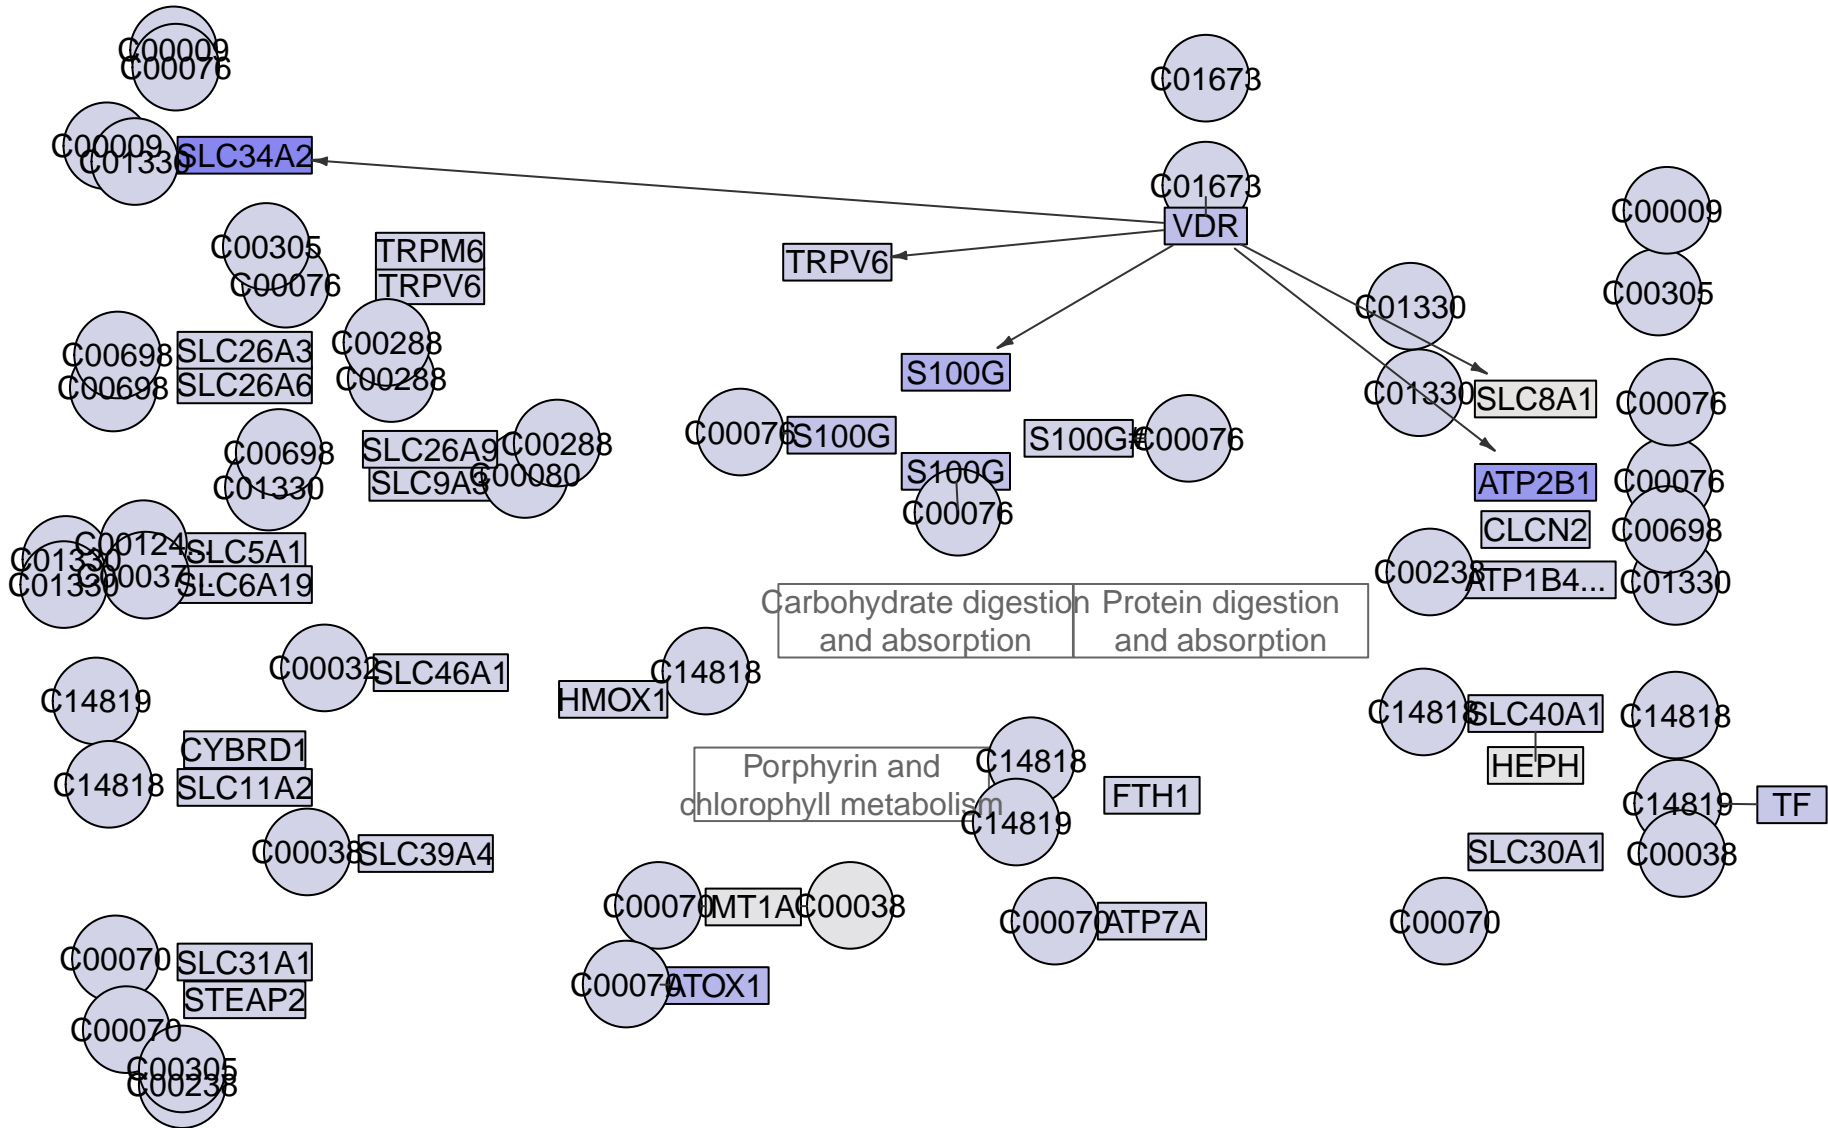 C00009
C00076
C01673
C00009
C01330
SLC34A2
C01673
VDR
C00009
C00305
C00076
TRPM6
TRPV6
TRPV6
C01330
C00305
C00698
C00698
SLC26A3
SLC26A6
C00288
C00288
S100G
C01330
SLC8A1
C00076
C00698
C01330
SLC26A9
SLC9A3
C00288
C00080
C00076
S100G
S100G
C00076
S100G#
C00076
ATP2B1
C00076
CLCN2
C00698
C01330
C01330
C00124...
C00037...
SLC5A1
SLC6A19
C00238
ATP1B4...
C01330
Carbohydrate digestion
and absorption
Protein digestion
and absorption
C00032
SLC46A1
HMOX1
C14818
C14819
C14818
CYBRD1
SLC11A2
C14818
SLC40A1
HEPH
C14818
Porphyrin and
chlorophyll metabolism
C14818
C14819
FTH1
C14819
TF
C00038
SLC39A4
SLC30A1
C00038
C00070
MT1A
C00038
C00070
ATP7A
C00070
C00070
ATOX1
C00070
SLC31A1
STEAP2
C00070
C00305
C00238